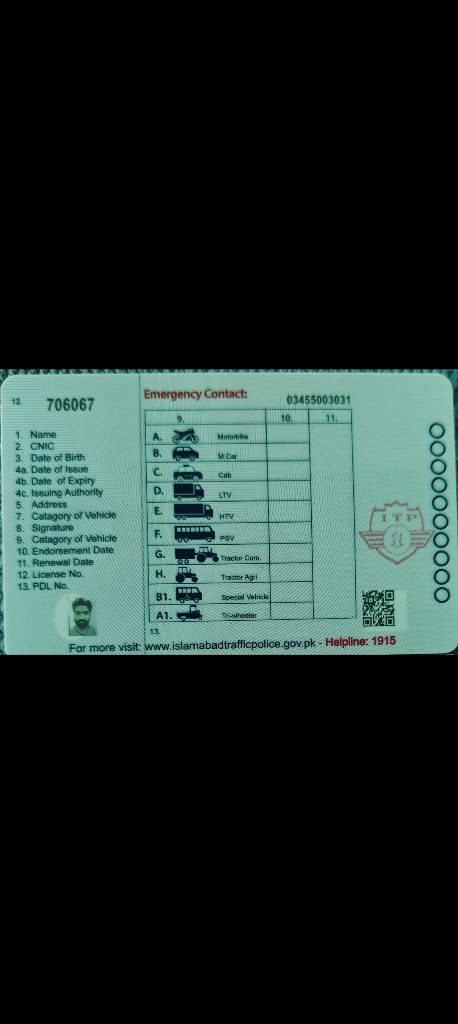 12. 706067
Emergency Contact: 03455003031
1. Name
2. CNIC
3. Date of Birth
4a. Date of Issue
4b. Date of Expiry
4c. Issuing Authority
5. Address
7. Catagory of Vehicle
8. Signature
9. Catagory of Vehicle
10. Endorsement Date
11. Renewal Date
12. License No.
13. PDL No.
9. 10. 11.
A. Motorbike
B. M.Car
C. Cab
D. LTV
E. HTV
F. PSV
G. Tractor Com.
H. Tractor Agri
B1. Special Vehicle
A1. Tri-wheeler
13.
ITP
For more visit: www.islamabadtrafficpolice.gov.pk - Helpline: 1915